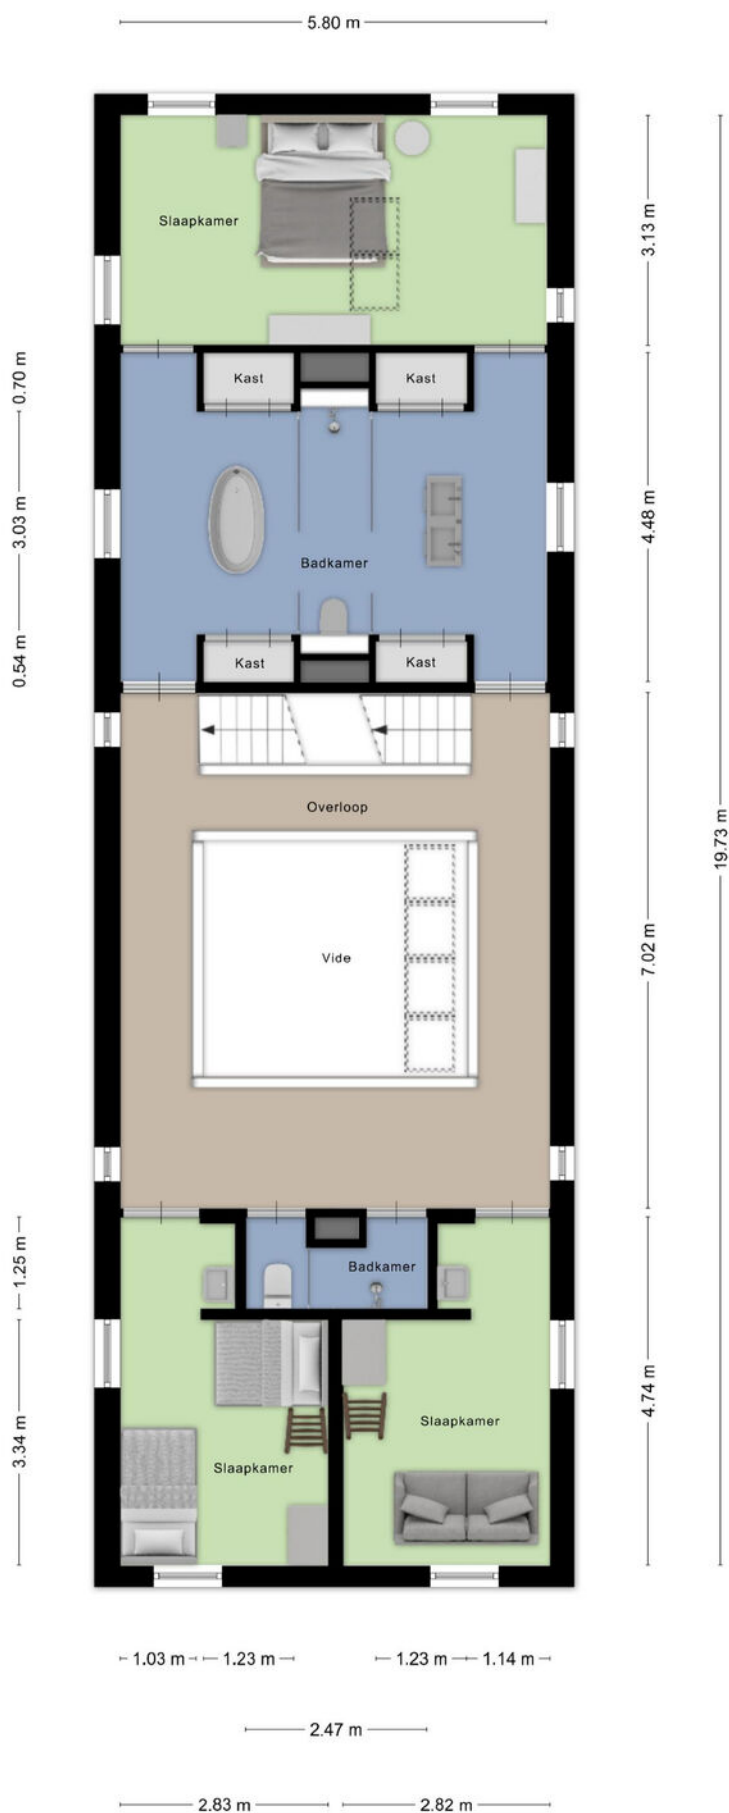 5.80 m
Slaapkamer
3.13 m
0.70 m
Kast
Kast
3.03 m
4.48 m
Badkamer
0.54 m
Kast
Kast
Overloop
19.73 m
7.02 m
Vide
1.25 m
Badkamer
4.74 m
3.34 m
Slaapkamer
Slaapkamer
1.03 m
1.23 m
1.23 m
1.14 m
2.47 m
2.83 m
2.82 m